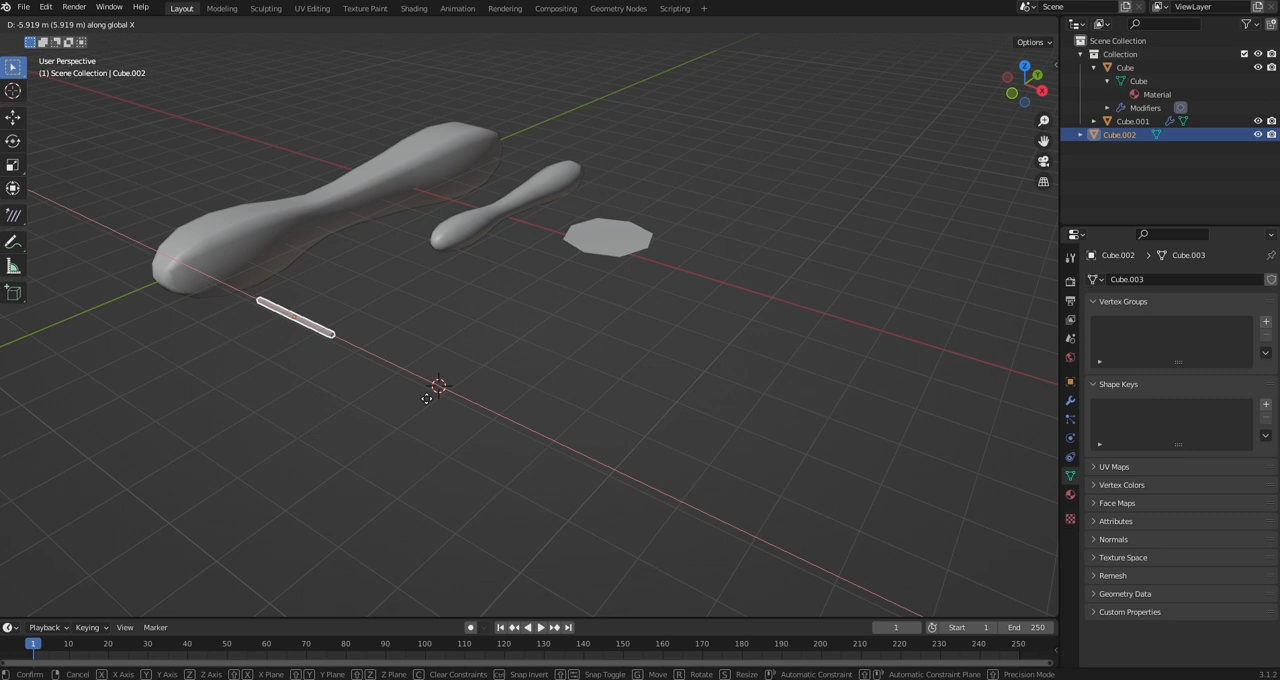 File Edit Render Window Help Layout Modeling Sculpting UV Editing Texture Paint Shading Animation Rendering Compositing Geometry Nodes Scripting + Scene ViewLayer
D: -5.919 m (5.919 m) along global X
Options
User Perspective
(1) Scene Collection | Cube.002
Z
Y
X
Scene Collection
Collection
Cube
Cube
Material
Modifiers
Cube.001
Cube.002
Cube.002 > Cube.003
Cube.003
Vertex Groups
Shape Keys
UV Maps
Vertex Colors
Face Maps
Attributes
Normals
Texture Space
Remesh
Geometry Data
Custom Properties
Playback Keying View Marker 1 Start 1 End 250
1 10 20 30 40 50 60 70 80 90 100 110 120 130 140 150 160 170 180 190 200 210 220 230 240 250
Confirm Cancel X X Axis Y Y Axis Z Z Axis X X Plane Y Y Plane Z Z Plane C Clear Constraints Snap Invert Snap Toggle G Move R Rotate S Resize Automatic Constraint Automatic Constraint Plane Precision Mode 3.1.2